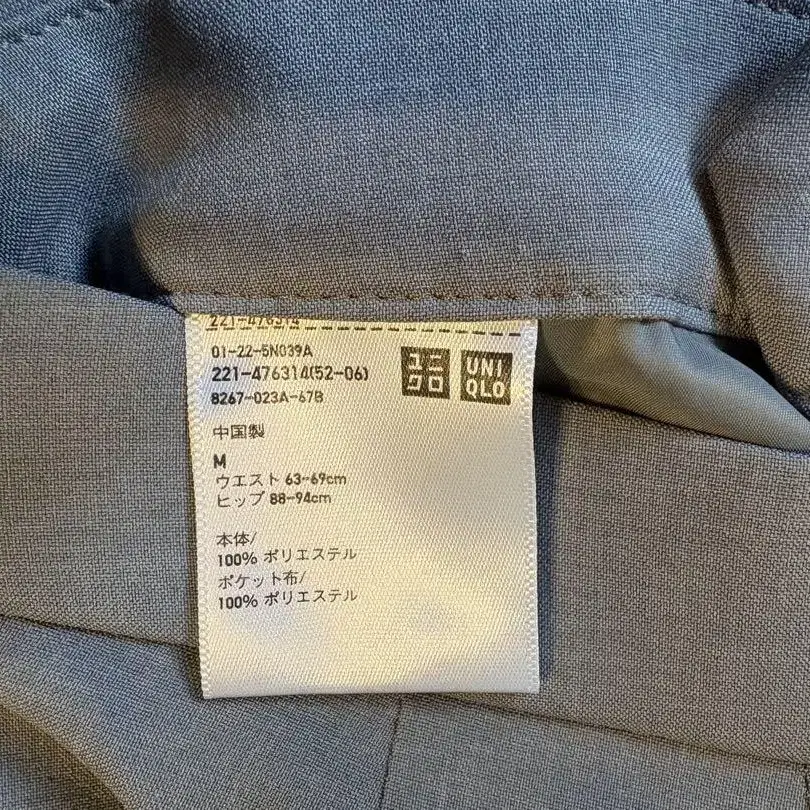 221-476314
01-22-5N039A
221-476314(52-06)
8267-023A-67B
ユニクロ
UNIQLO
中国製
M
ウエスト 63-69cm
ヒップ 88-94cm
本体/
100% ポリエステル
ポケット布/
100% ポリエステル